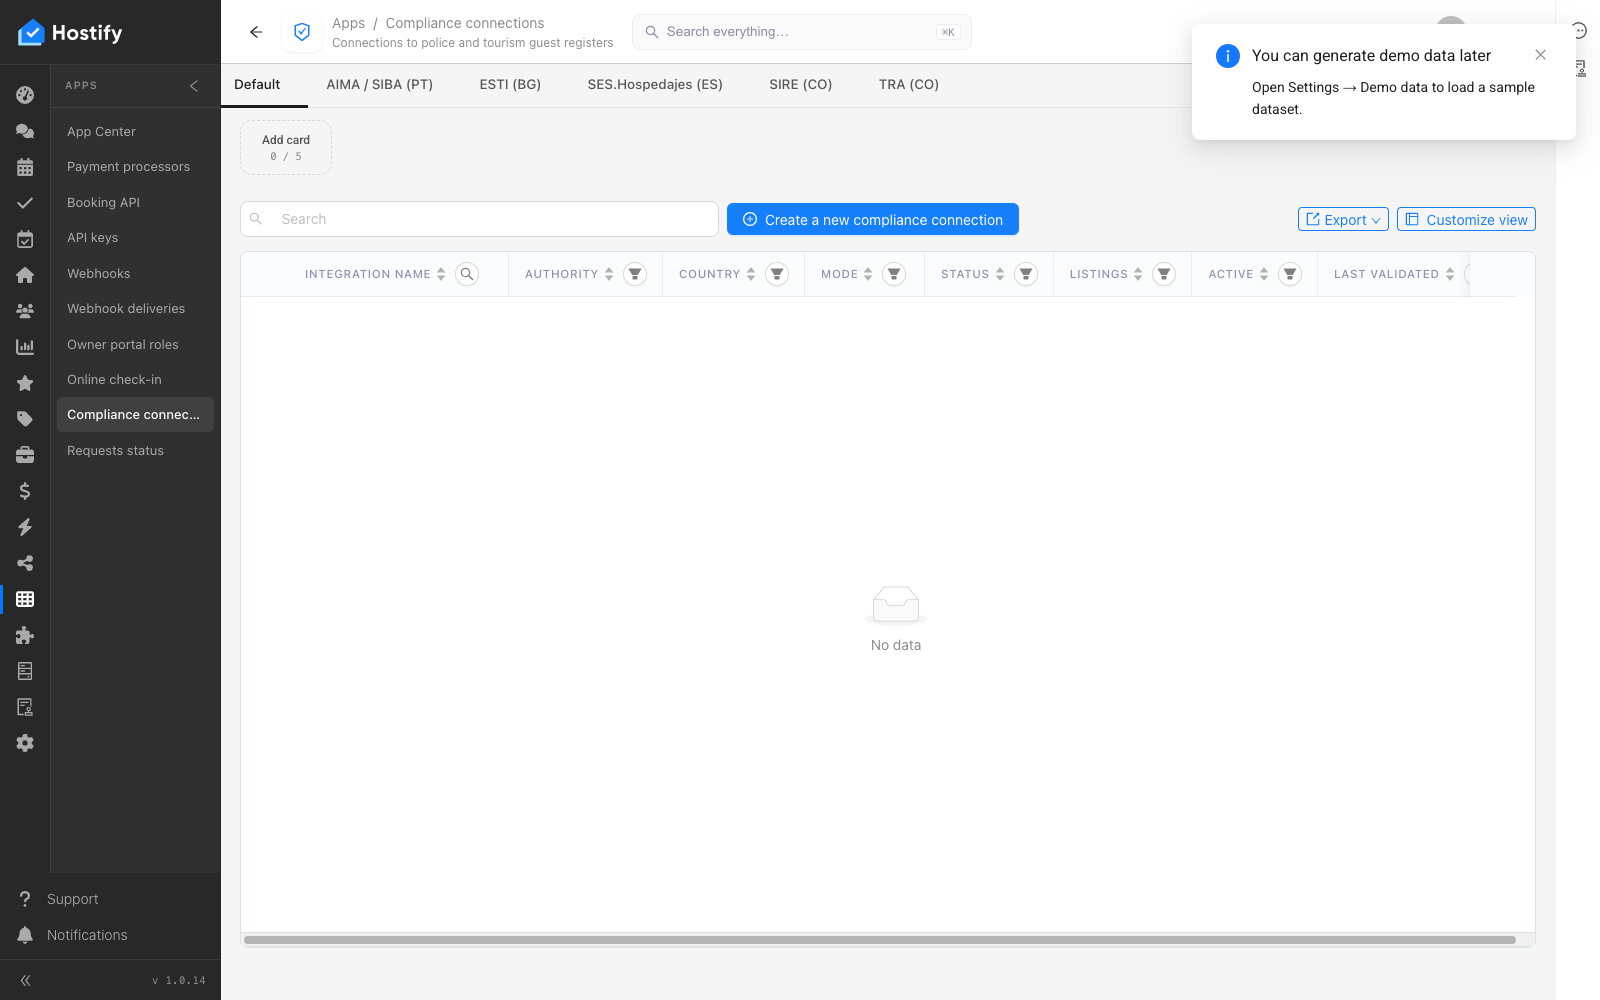 Hostify
APPS
App Center
Payment processors
Booking API
API keys
Webhooks
Webhook deliveries
Owner portal roles
Online check-in
Compliance connec...
Requests status
Support
Notifications
v 1.0.14
Apps / Compliance connections
Connections to police and tourism guest registers
Search everything...
⌘K
You can generate demo data later
Open Settings → Demo data to load a sample
dataset.
Default
AIMA / SIBA (PT)
ESTI (BG)
SES.Hospedajes (ES)
SIRE (CO)
TRA (CO)
Add card
0 / 5
Search
Create a new compliance connection
Export
Customize view
INTEGRATION NAME
AUTHORITY
COUNTRY
MODE
STATUS
LISTINGS
ACTIVE
LAST VALIDATED
No data